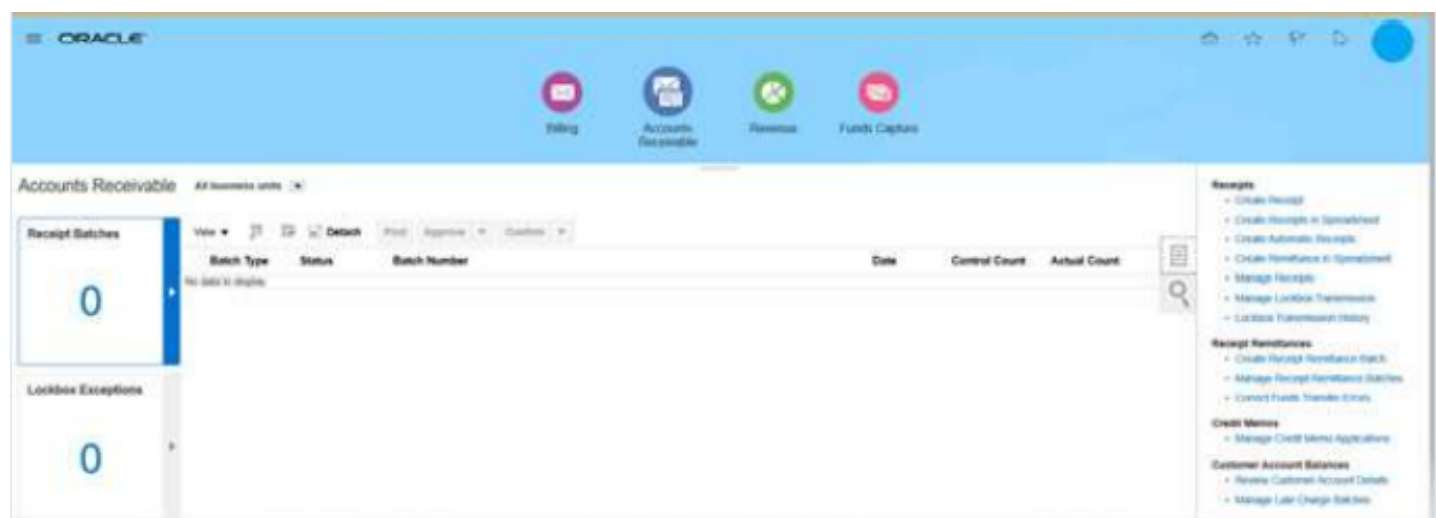 ORACLE
Billing
Accounts
Receivable
Revenue
Funds Capture
Accounts Receivable
All business units
Receipt Batches
0
View
Detach
Post
Approve
Confirm
Batch Type
Status
Batch Number
Date
Control Count
Actual Count
No data to display
Lockbox Exceptions
0
Receipts
Create Receipt
Create Receipts in Spreadsheet
Create Automatic Receipts
Create Remittance in Spreadsheet
Manage Receipts
Manage Lockbox Transmission
Lockbox Transmission History
Receipt Remittances
Create Receipt Remittance Batch
Manage Receipt Remittance Batches
Correct Funds Transfer Errors
Credit Memos
Manage Credit Memo Applications
Customer Account Balances
Review Customer Account Details
Manage Late Charge Batches